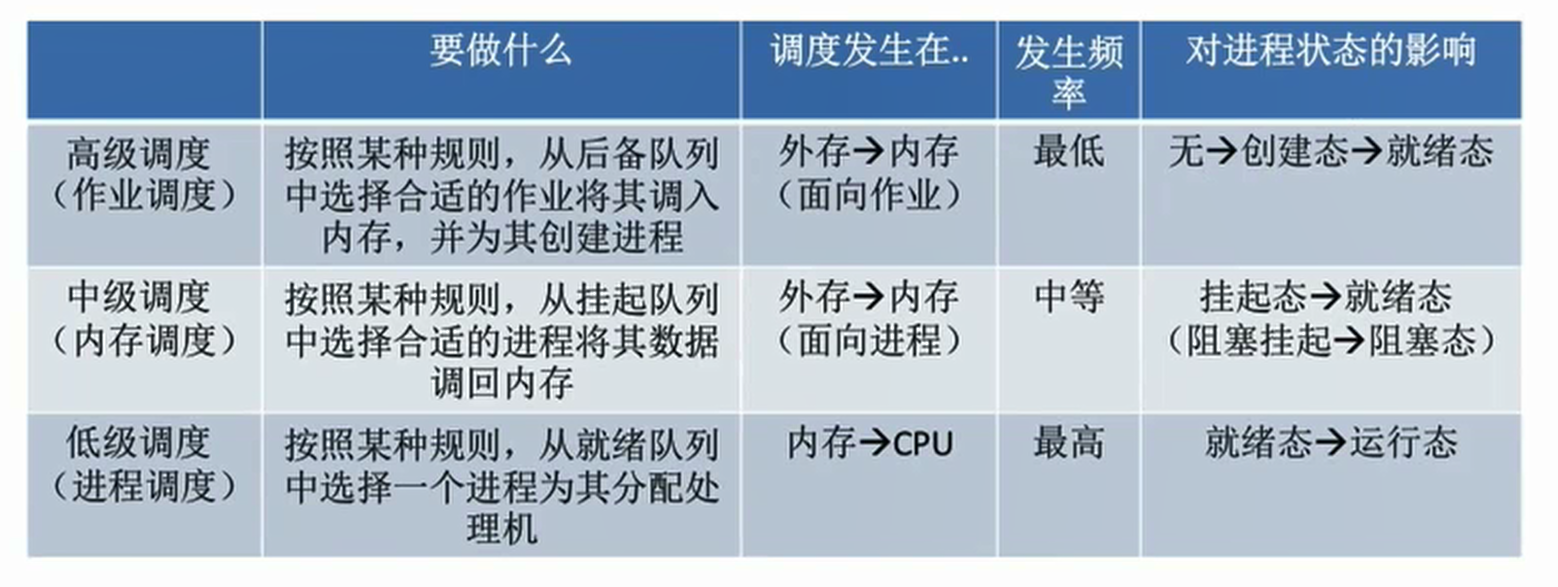 要做什么
调度发生在..
发生频
率
对进程状态的影响
高级调度
（作业调度）
按照某种规则，从后备队列
中选择合适的作业将其调入
内存，并为其创建进程
外存→内存
（面向作业）
最低
无→创建态→就绪态
中级调度
（内存调度）
按照某种规则，从挂起队列
中选择合适的进程将其数据
调回内存
外存→内存
（面向进程）
中等
挂起态→就绪态
（阻塞挂起→阻塞态）
低级调度
（进程调度）
按照某种规则，从就绪队列
中选择一个进程为其分配处
理机
内存→CPU
最高
就绪态→运行态